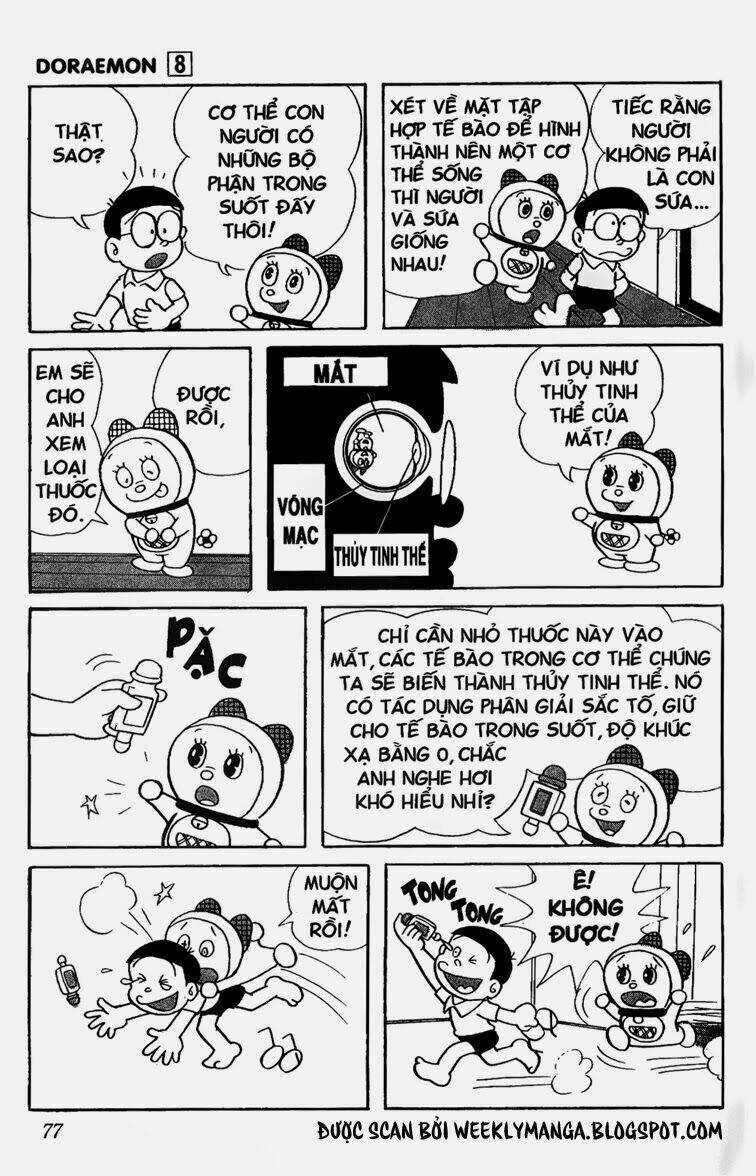 DORAEMON 8
TIẾC RẰNG
NGƯỜI
KHÔNG PHẢI
LÀ CON
SỨA...
XÉT VỀ MẶT TẬP
HỢP TẾ BÀO ĐỂ HÌNH
THÀNH NÊN MỘT CƠ
THỂ SỐNG
THÌ NGƯỜI
VÀ SỨA
GIỐNG
NHAU!
CƠ THỂ CON
NGƯỜI CÓ
NHỮNG BỘ
PHẬN TRONG
SUỐT ĐẤY
THÔI!
THẬT
SAO?
VÍ DỤ NHƯ
THỦY TINH
THỂ CỦA
MẮT!
MẮT
VÕNG
MẠC
THỦY TINH THỂ
ĐƯỢC
RỒI,
EM SẼ
CHO
ANH
XEM
LOẠI
THUỐC
ĐÓ.
CHỈ CẦN NHỎ THUỐC NÀY VÀO
MẮT, CÁC TẾ BÀO TRONG CƠ THỂ CHÚNG
TA SẼ BIẾN THÀNH THỦY TINH THỂ. NÓ
CÓ TÁC DỤNG PHÂN GIẢI SẮC TỐ, GIỮ
CHO TẾ BÀO TRONG SUỐT, ĐỘ KHÚC
XẠ BẰNG 0, CHẮC
ANH NGHE HƠI
KHÓ HIỂU NHỈ?
PẶC
Ê!
KHÔNG
ĐƯỢC!
TONG
TONG
MUỘN
MẤT
RỒI!
77
ĐƯỢC SCAN BỞI WEEKLYMANGA.BLOGSPOT.COM